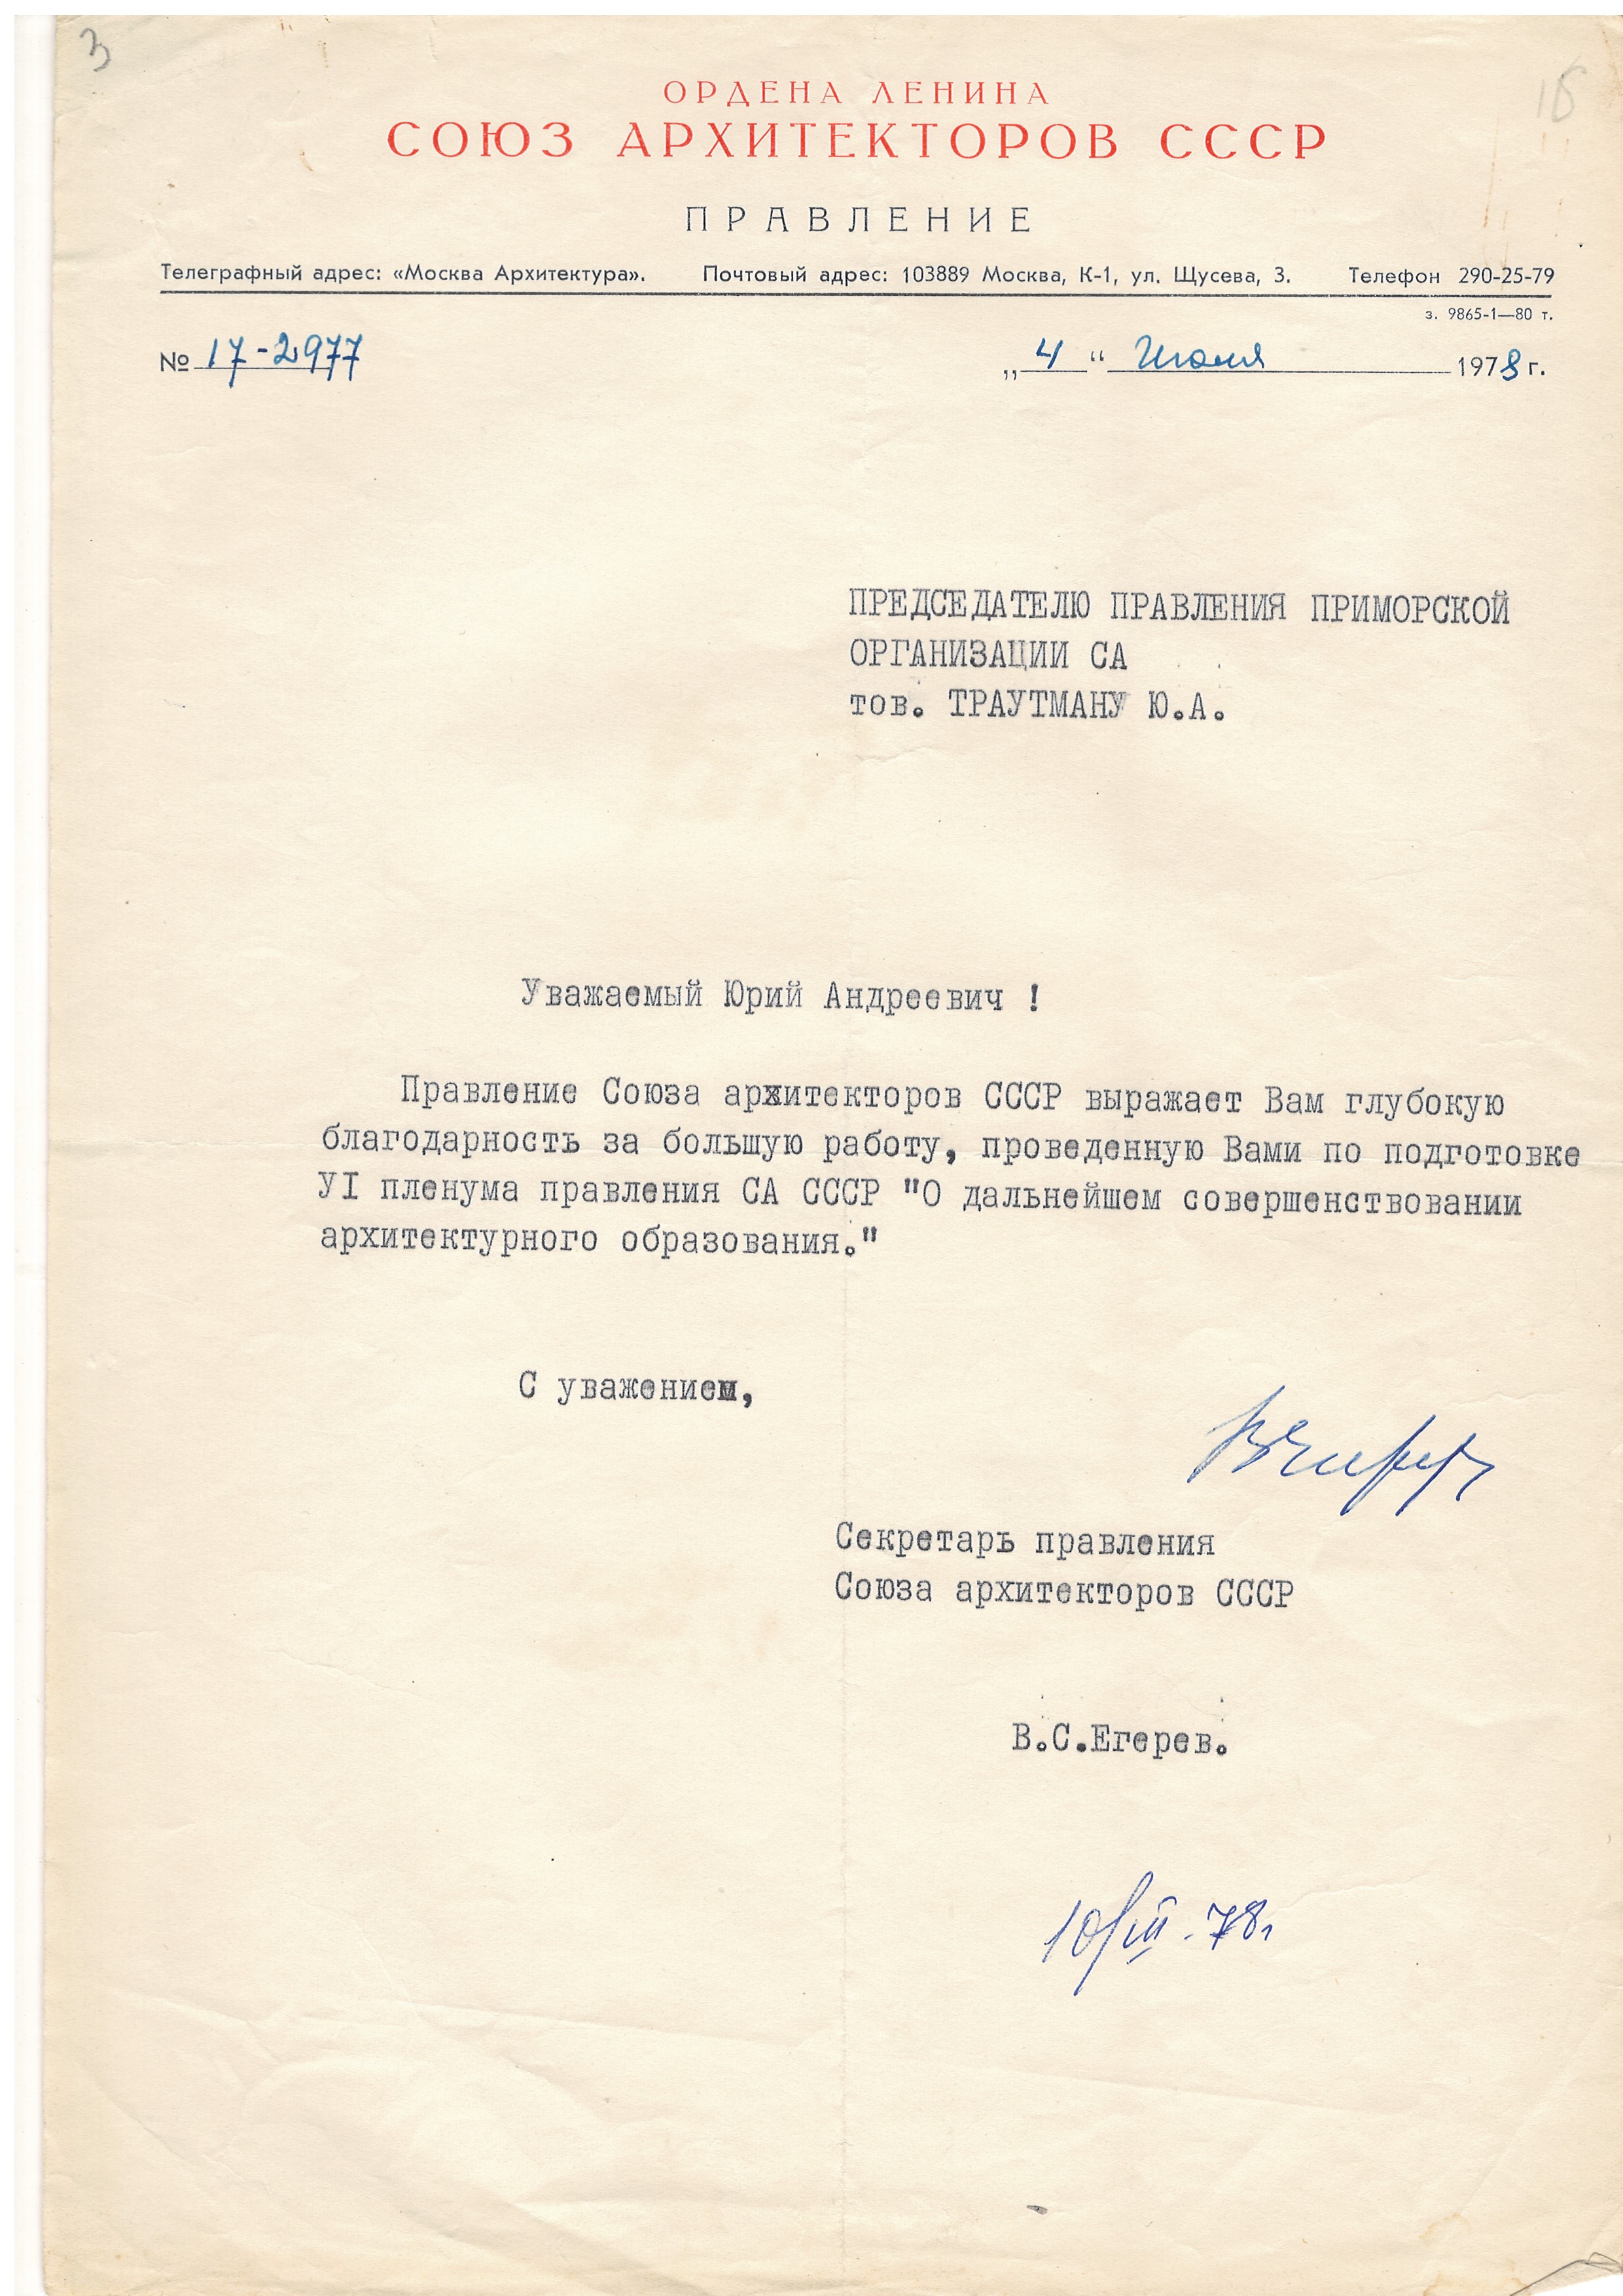 3
18
ОРДЕНА ЛЕНИНА
СОЮЗ АРХИТЕКТОРОВ СССР
ПРАВЛЕНИЕ
Телеграфный адрес: «Москва Архитектура». Почтовый адрес: 103889 Москва, К-1, ул. Щусева, 3. Телефон 290-25-79
з. 9865-1—80 т.
№ 17-2977 „ 4 “ Июля 1978 г.
ПРЕДСЕДАТЕЛЮ ПРАВЛЕНИЯ ПРИМОРСКОЙ
ОРГАНИЗАЦИИ СА
тов. ТРАУТМАНУ Ю.А.
Уважаемый Юрий Андреевич !
Правление Союза архитекторов СССР выражает Вам глубокую
благодарность за большую работу, проведенную Вами по подготовке
УI пленума правления СА СССР "О дальнейшем совершенствовании
архитектурного образования."
С уважением,
Секретарь правления
Союза архитекторов СССР
В.С.Егерев.
78г